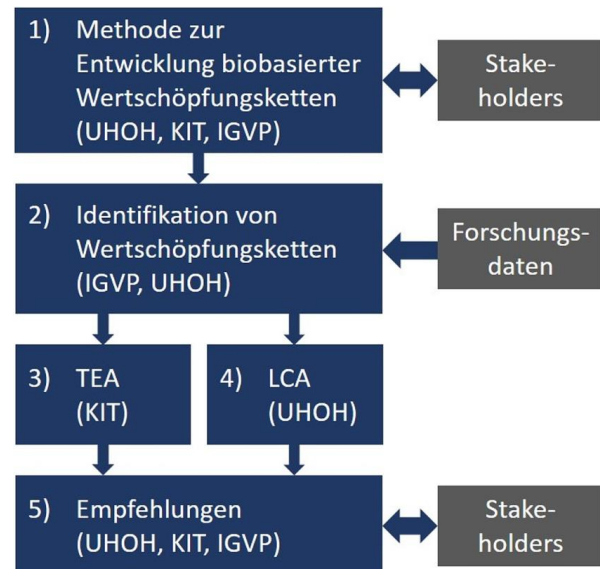 1) Methode zur
Entwicklung biobasierter
Wertschöpfungsketten
(UHOH, KIT, IGVP)
Stake-
holders
2) Identifikation von
Wertschöpfungsketten
(IGVP, UHOH)
Forschungs-
daten
3) TEA
(KIT)
4) LCA
(UHOH)
5) Empfehlungen
(UHOH, KIT, IGVP)
Stake-
holders